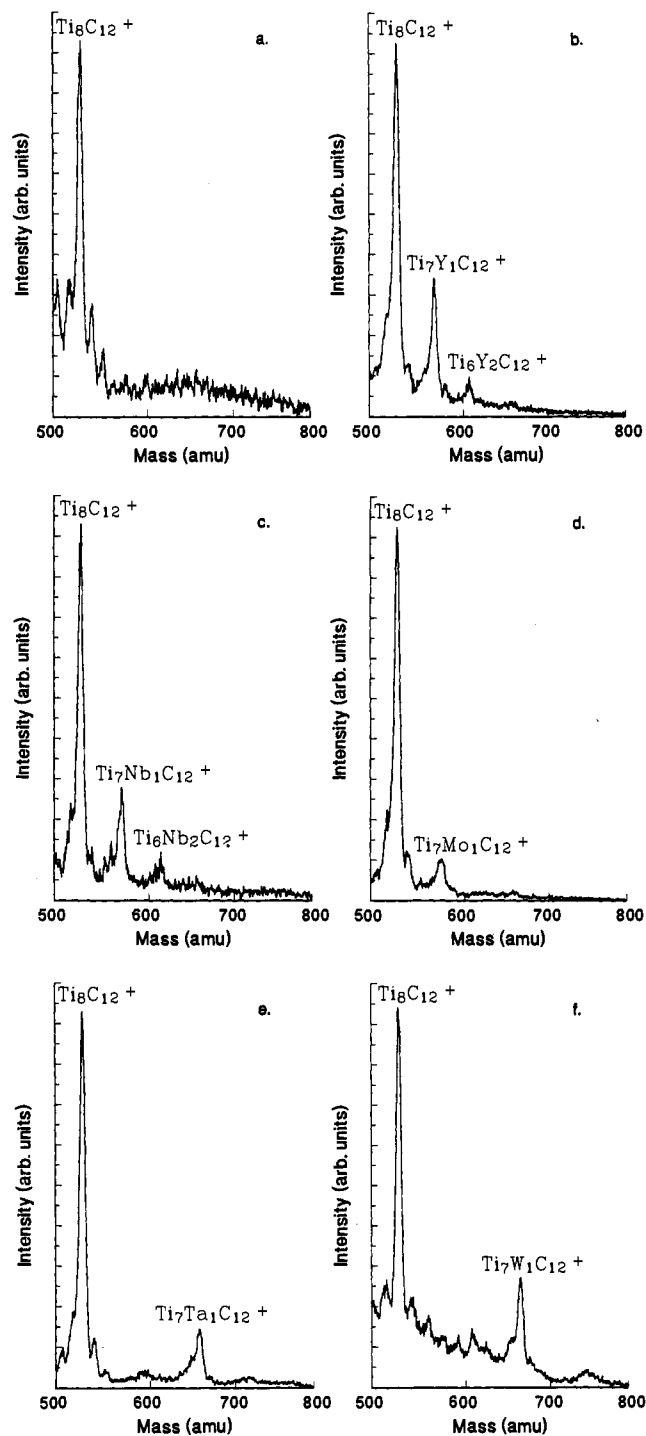 Ti₈C₁₂⁺
a.
Intensity (arb. units)
500 600 700 800
Mass (amu)
Ti₈C₁₂⁺
b.
Ti₇Y₁C₁₂⁺
Ti₆Y₂C₁₂⁺
Intensity (arb. units)
500 600 700 800
Mass (amu)
Ti₈C₁₂⁺
c.
Ti₇Nb₁C₁₂⁺
Ti₆Nb₂C₁₂⁺
Intensity (arb. units)
500 600 700 800
Mass (amu)
Ti₈C₁₂⁺
d.
Ti₇Mo₁C₁₂⁺
Intensity (arb. units)
500 600 700 800
Mass (amu)
Ti₈C₁₂⁺
e.
Ti₇Ta₁C₁₂⁺
Intensity (arb. units)
500 600 700 800
Mass (amu)
Ti₈C₁₂⁺
f.
Ti₇W₁C₁₂⁺
Intensity (arb. units)
500 600 700 800
Mass (amu)